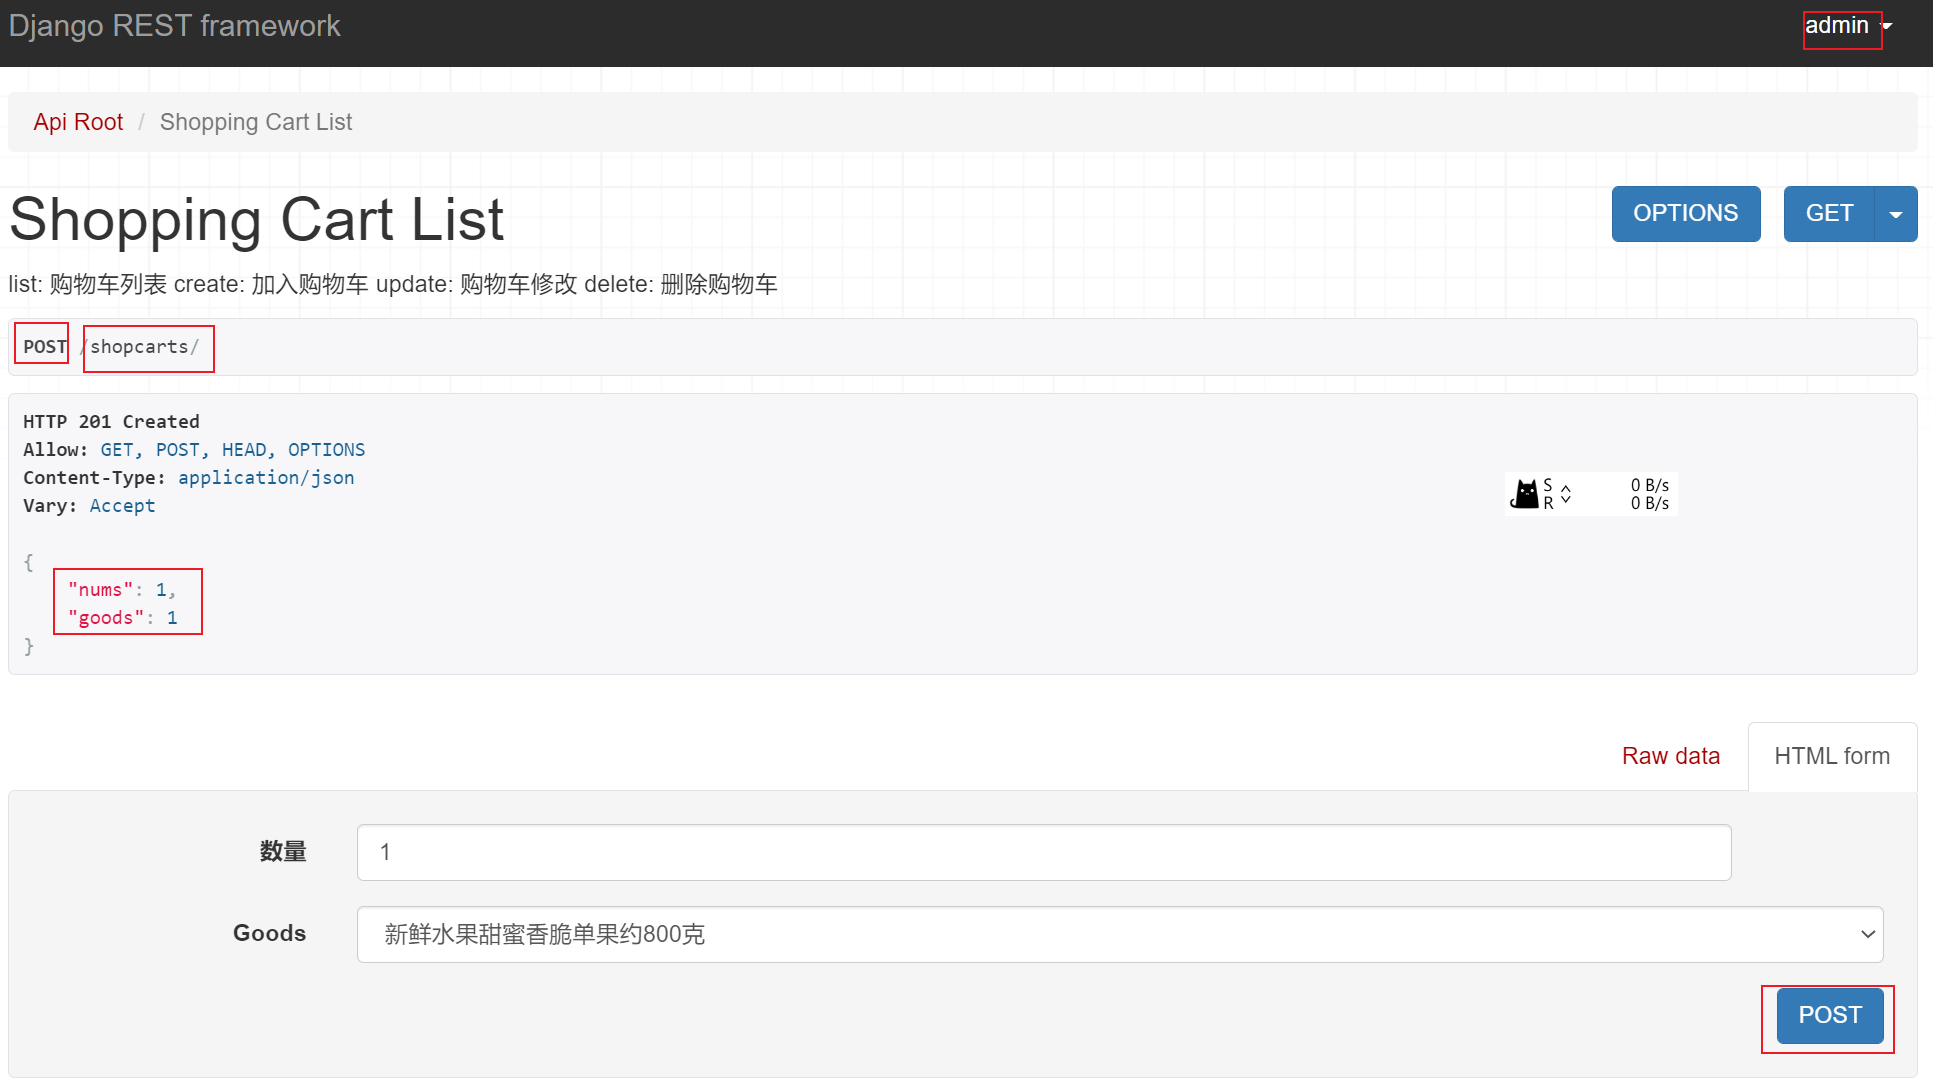 Django REST framework
admin
Api Root / Shopping Cart List
Shopping Cart List
OPTIONS
GET
list: 购物车列表 create: 加入购物车 update: 购物车修改 delete: 删除购物车
POST /shopcarts/
HTTP 201 Created
Allow: GET, POST, HEAD, OPTIONS
Content-Type: application/json
Vary: Accept
S 0 B/s
R 0 B/s
{
"nums": 1,
"goods": 1
}
Raw data
HTML form
数量 1
Goods 新鲜水果甜蜜香脆单果约800克
POST